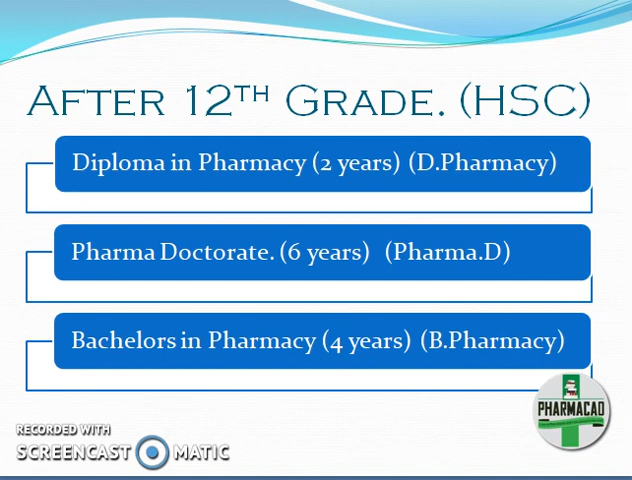 After 12th Grade. (HSC)
Diploma in Pharmacy (2 years) (D.Pharmacy)
Pharma Doctorate. (6 years) (Pharma.D)
Bachelors in Pharmacy (4 years) (B.Pharmacy)
PHARMACAD
RECORDED WITH
SCREENCAST MATIC